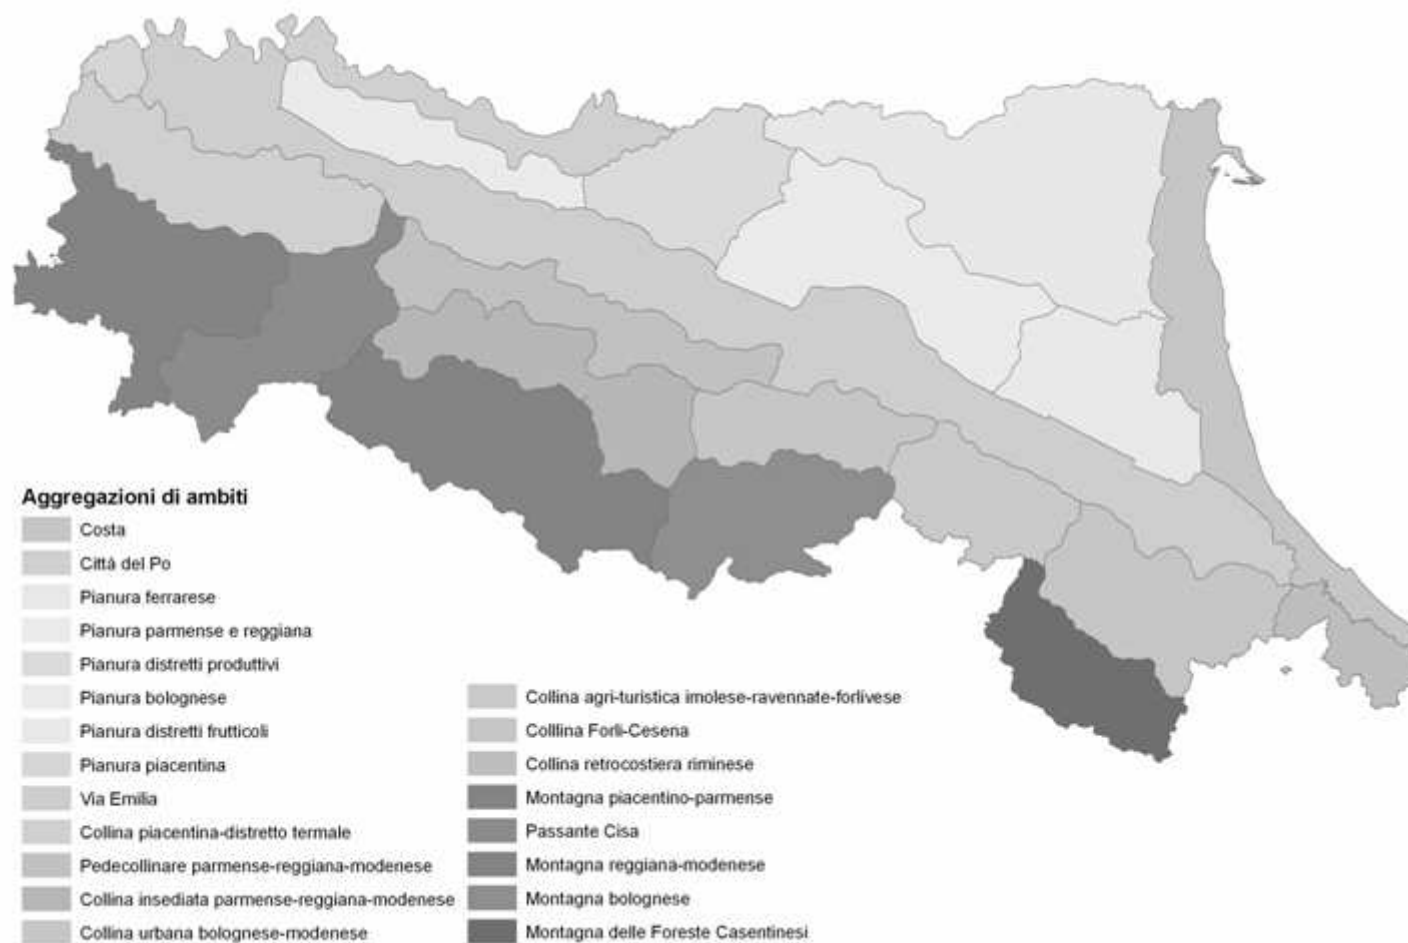 Aggregazioni di ambiti
Costa
Città del Po
Pianura ferrarese
Pianura parmense e reggiana
Pianura distretti produttivi
Pianura bolognese
Pianura distretti frutticoli
Pianura piacentina
Via Emilia
Collina piacentina-distretto termale
Pedecollinare parmense-reggiana-modenese
Collina insediata parmense-reggiana-modenese
Collina urbana bolognese-modenese
Collina agri-turistica imolese-ravennate-forlivese
Colllina Forlì-Cesena
Collina retrocostiera riminese
Montagna piacentino-parmense
Passante Cisa
Montagna reggiana-modenese
Montagna bolognese
Montagna delle Foreste Casentinesi